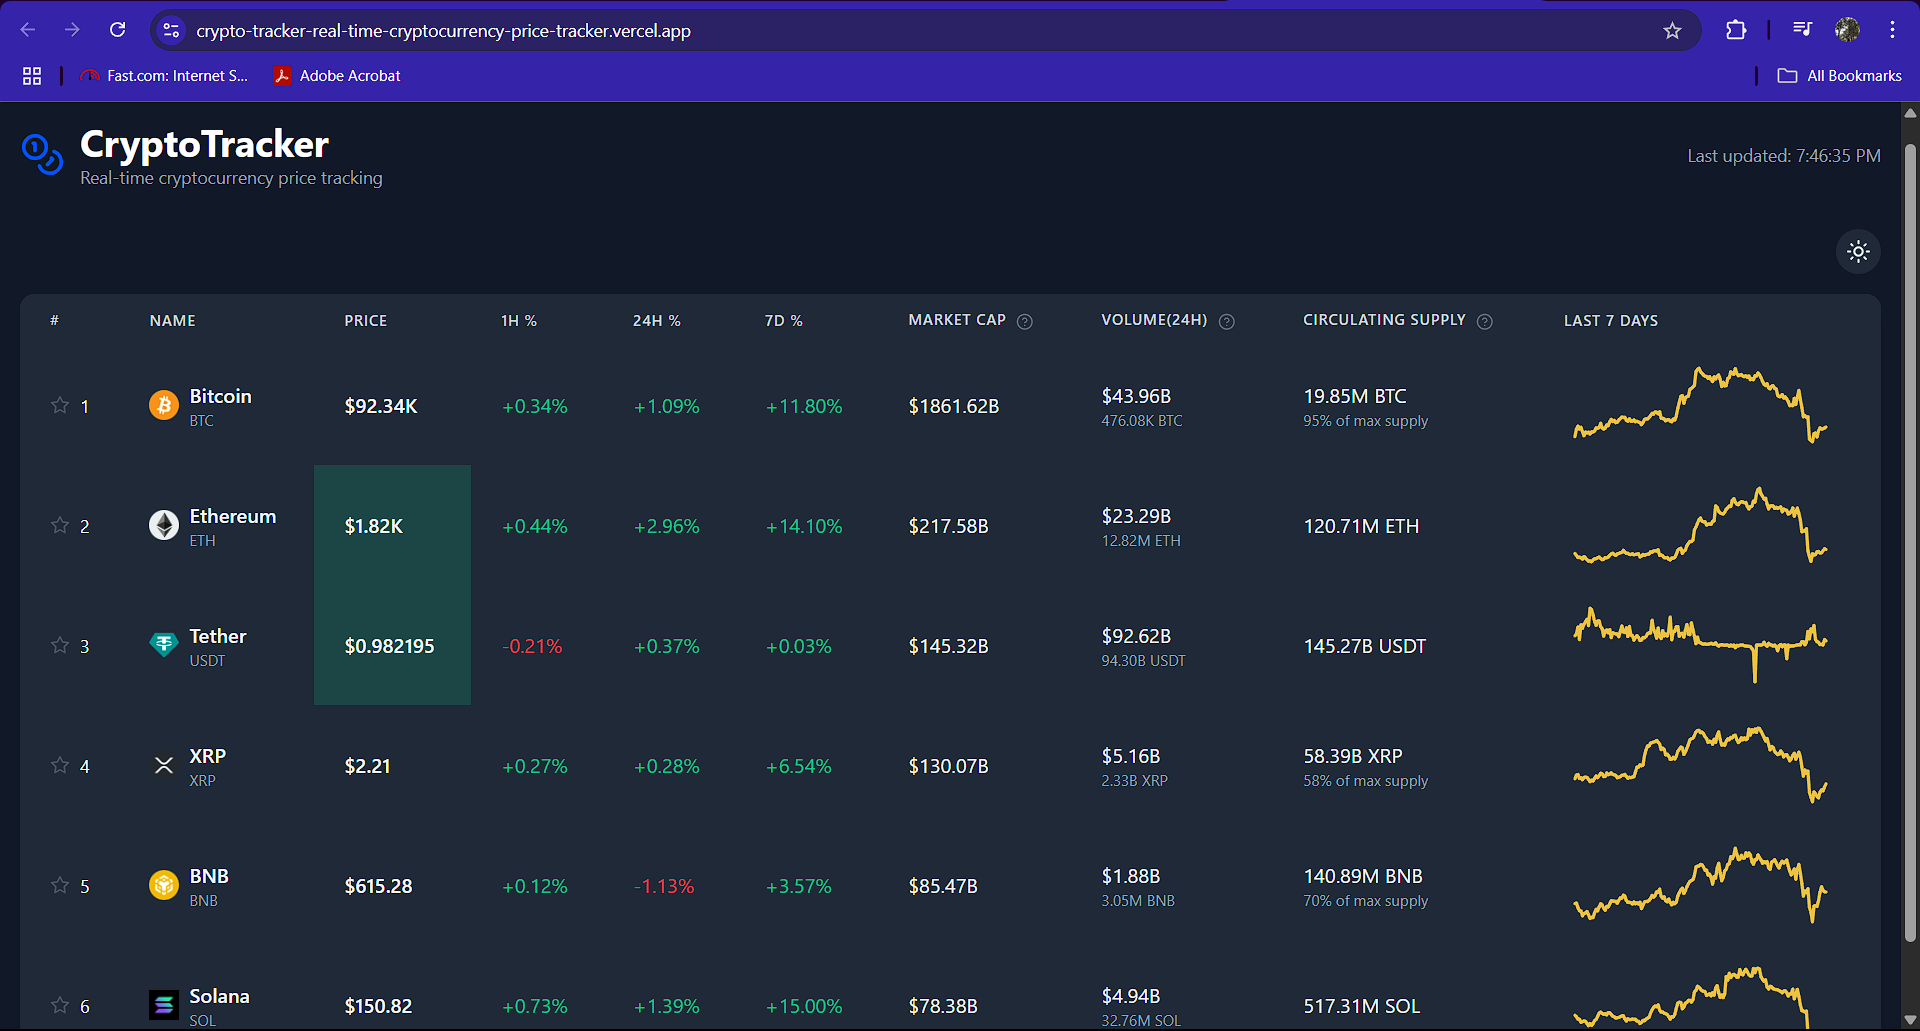 crypto-tracker-real-time-cryptocurrency-price-tracker.vercel.app
Fast.com: Internet S...
Adobe Acrobat
All Bookmarks
CryptoTracker
Real-time cryptocurrency price tracking
Last updated: 7:46:35 PM
# NAME PRICE 1H % 24H % 7D % MARKET CAP VOLUME(24H) CIRCULATING SUPPLY LAST 7 DAYS
1 Bitcoin $92.34K +0.34% +1.09% +11.80% $1861.62B $43.96B 19.85M BTC
BTC 476.08K BTC 95% of max supply
2 Ethereum $1.82K +0.44% +2.96% +14.10% $217.58B $23.29B 120.71M ETH
ETH 12.82M ETH
3 Tether $0.982195 -0.21% +0.37% +0.03% $145.32B $92.62B 145.27B USDT
USDT 94.30B USDT
4 XRP $2.21 +0.27% +0.28% +6.54% $130.07B $5.16B 58.39B XRP
XRP 2.33B XRP 58% of max supply
5 BNB $615.28 +0.12% -1.13% +3.57% $85.47B $1.88B 140.89M BNB
BNB 3.05M BNB 70% of max supply
6 Solana $150.82 +0.73% +1.39% +15.00% $78.38B $4.94B 517.31M SOL
SOL 32.76M SOL